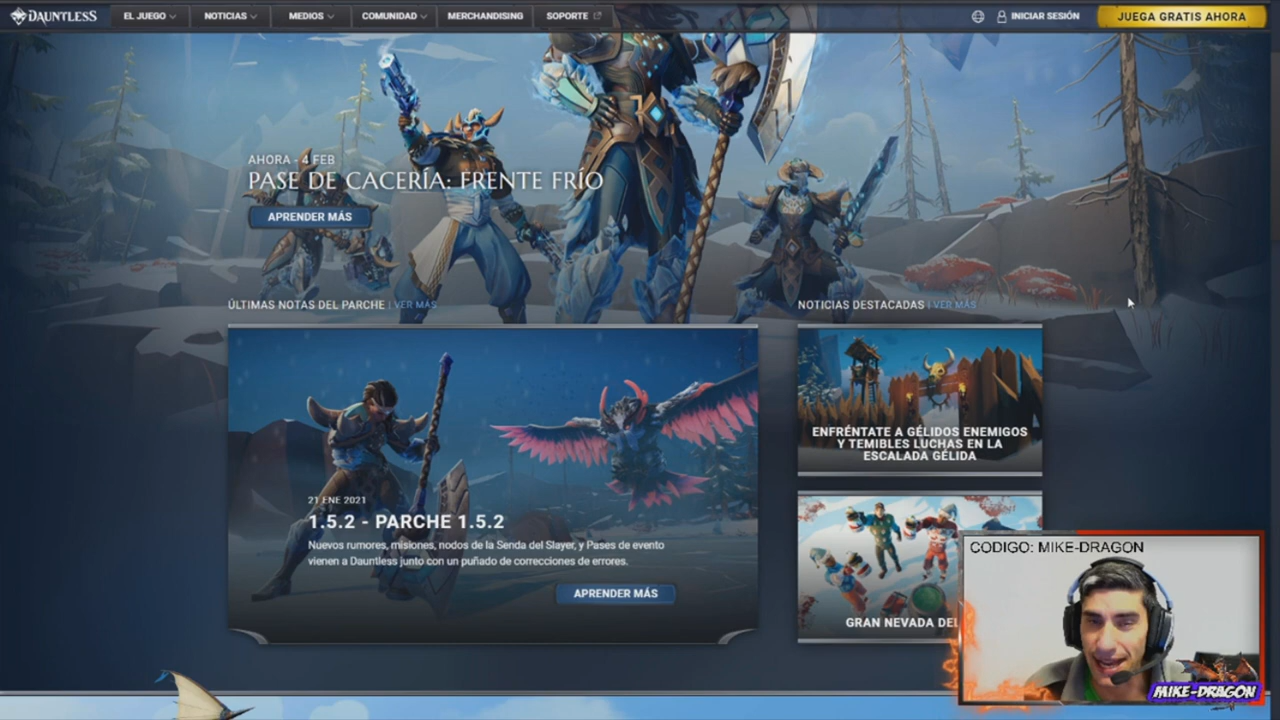 DAUNTLESS
EL JUEGO
NOTICIAS
MEDIOS
COMUNIDAD
MERCHANDISING
SOPORTE
INICIAR SESIÓN
JUEGA GRATIS AHORA
AHORA - 4 FEB
PASE DE CACERÍA: FRENTE FRÍO
APRENDER MÁS
ÚLTIMAS NOTAS DEL PARCHE | VER MÁS
21 ENE 2021
1.5.2 - PARCHE 1.5.2
Nuevos rumores, misiones, nodos de la Senda del Slayer, y Pases de evento
vienen a Dauntless junto con un puñado de correcciones de errores.
APRENDER MÁS
NOTICIAS DESTACADAS | VER MÁS
ENFRÉNTATE A GÉLIDOS ENEMIGOS
Y TEMIBLES LUCHAS EN LA
ESCALADA GÉLIDA
GRAN NEVADA DEL
CODIGO: MIKE-DRAGON
MIKE-DRAGON